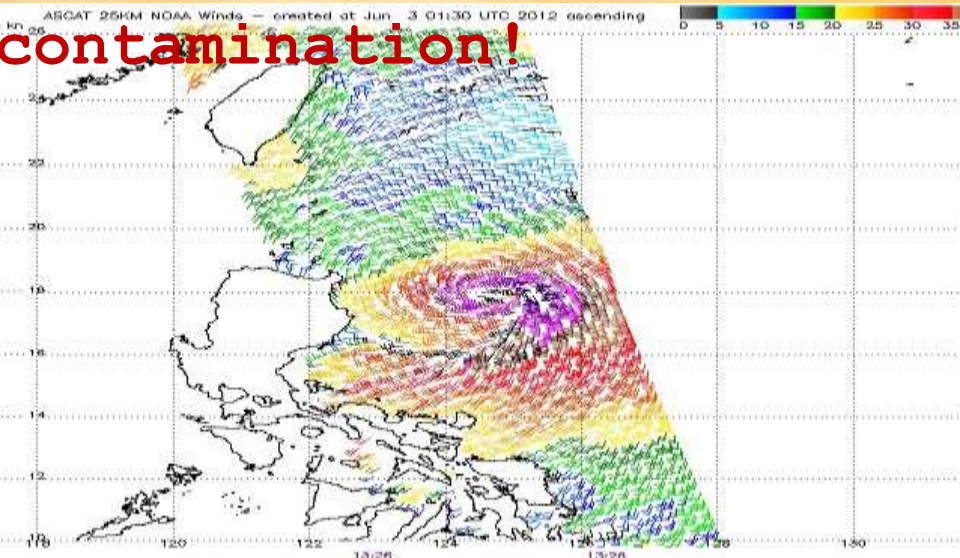 ASCAT 25KM NOAA Winds – created at Jun 3 01:30 UTC 2012 ascending
kn
0 5 10 15 20 25 30 35
contamination!
26
24
22
20
18
16
14
12
10
118 120 122 124 126 128 130
13:26 13:26